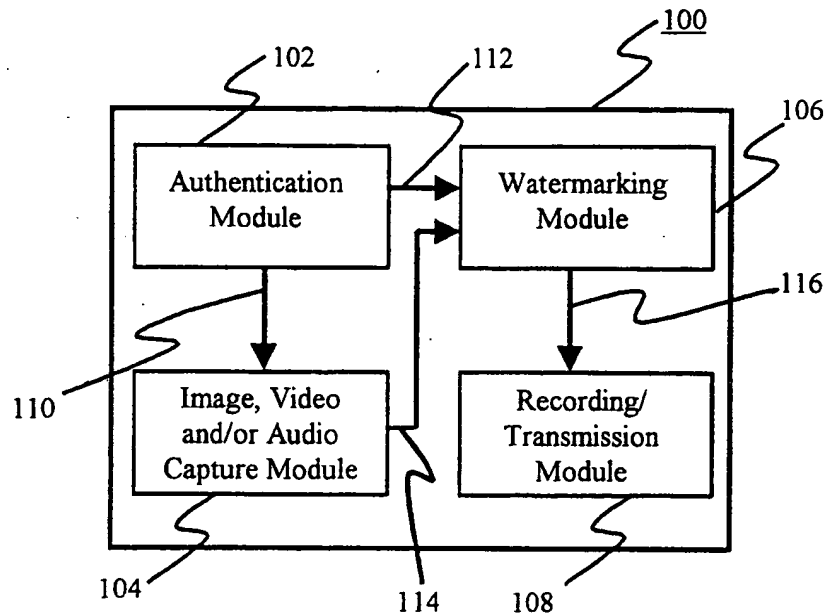 100
102
112
106
Authentication
Module
Watermarking
Module
116
110
Image, Video
and/or Audio
Capture Module
Recording/
Transmission
Module
104
114
108